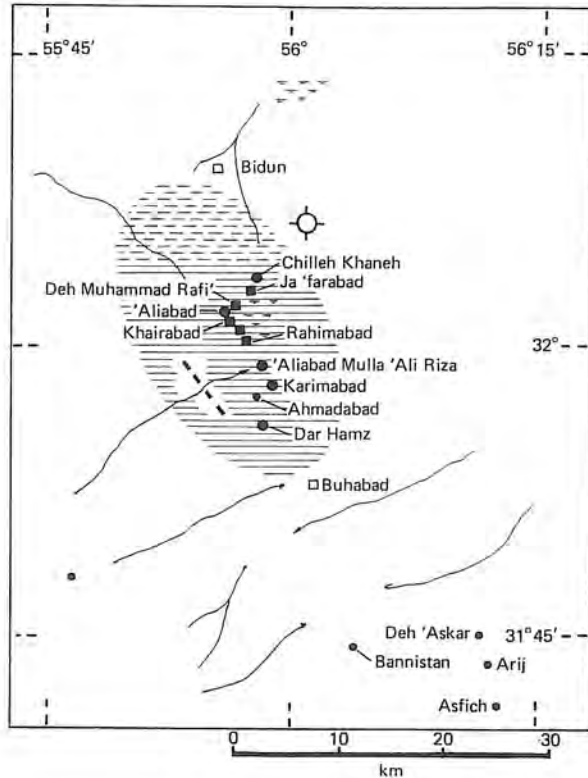 55°45′ 56° 56°15′
Bidun
Chilleh Khaneh
Ja 'farabad
Deh Muhammad Rafi'
'Aliabad
Khairabad
Rahimabad
32°
'Aliabad Mulla 'Ali Riza
Karimabad
Ahmadabad
Dar Hamz
Buhabad
Deh 'Askar
31°45′
Bannistan
Arij
Asfich
0 10 20 30
km